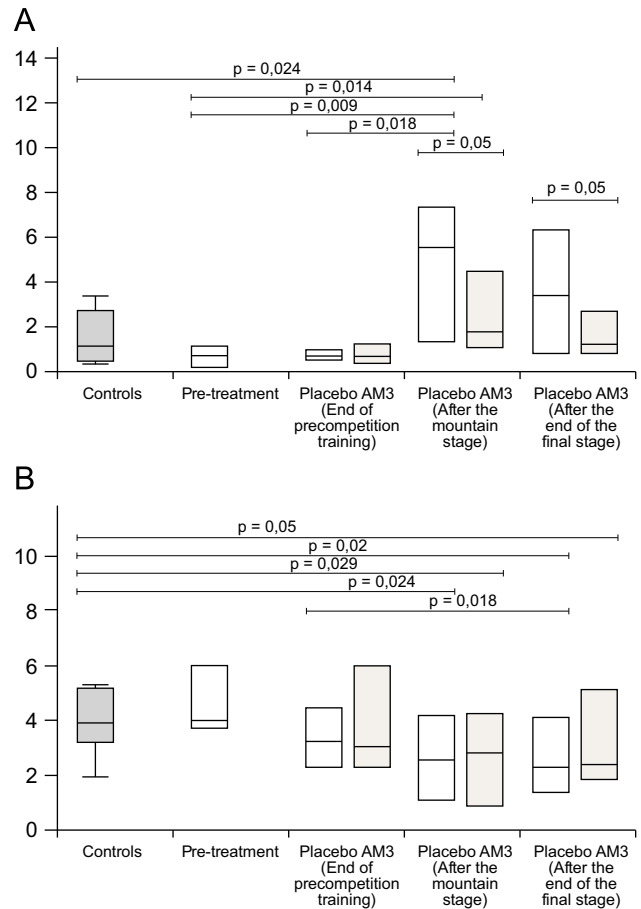 A
14
p = 0,024
p = 0,014
12
p = 0,009
p = 0,018
10
p = 0,05
8
p = 0,05
6
4
2
0
Controls
Pre-treatment
Placebo AM3
(End of
precompetition
training)
Placebo AM3
(After the
mountain
stage)
Placebo AM3
(After the
end of the
final stage)
B
p = 0,05
10
p = 0,02
p = 0,029
p = 0,024
8
p = 0,018
6
4
2
0
Controls
Pre-treatment
Placebo AM3
(End of
precompetition
training)
Placebo AM3
(After the
mountain
stage)
Placebo AM3
(After the
end of the
final stage)